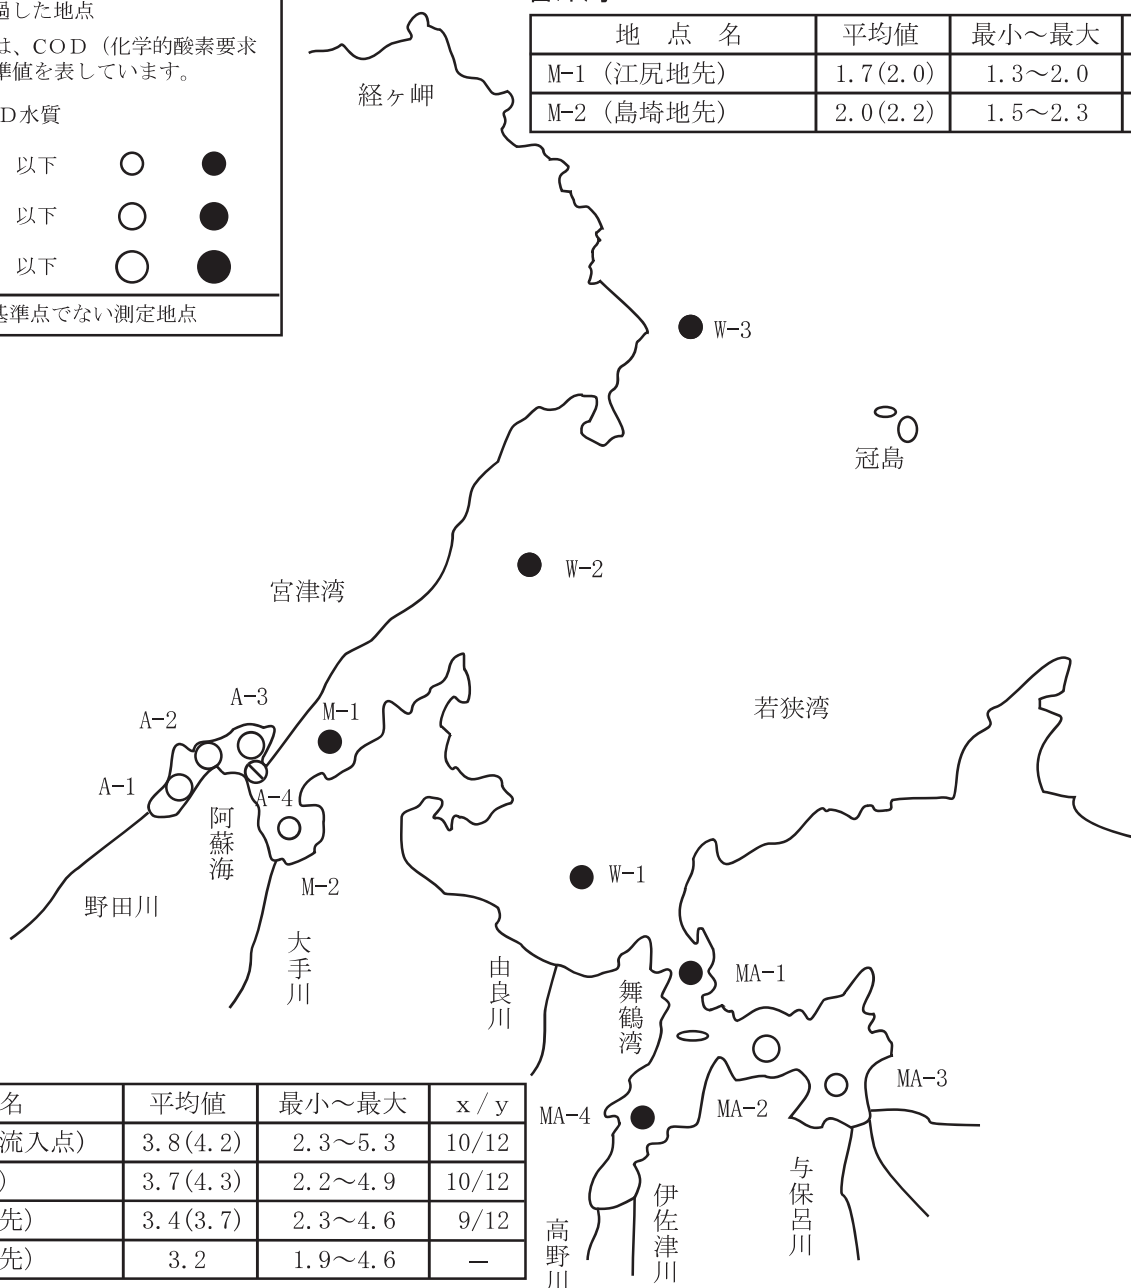 過した地点
は、ＣＯＤ（化学的酸素要求
準値を表しています。
Ｄ水質
以下
以下
以下
基準点でない測定地点
地 点 名 平均値 最小～最大
M-1（江尻地先） 1.7(2.0) 1.3～2.0
M-2（島埼地先） 2.0(2.2) 1.5～2.3
経ヶ岬
W-3
冠島
W-2
宮津湾
若狭湾
A-3
A-2
M-1
A-1
A-4
阿蘇海
M-2
W-1
野田川
大手川
由良川
舞鶴湾
MA-1
MA-3
MA-2
MA-4
与保呂川
伊佐津川
高野川
名 平均値 最小～最大 x/y
流入点） 3.8(4.2) 2.3～5.3 10/12
） 3.7(4.3) 2.2～4.9 10/12
先） 3.4(3.7) 2.3～4.6 9/12
先） 3.2 1.9～4.6 －